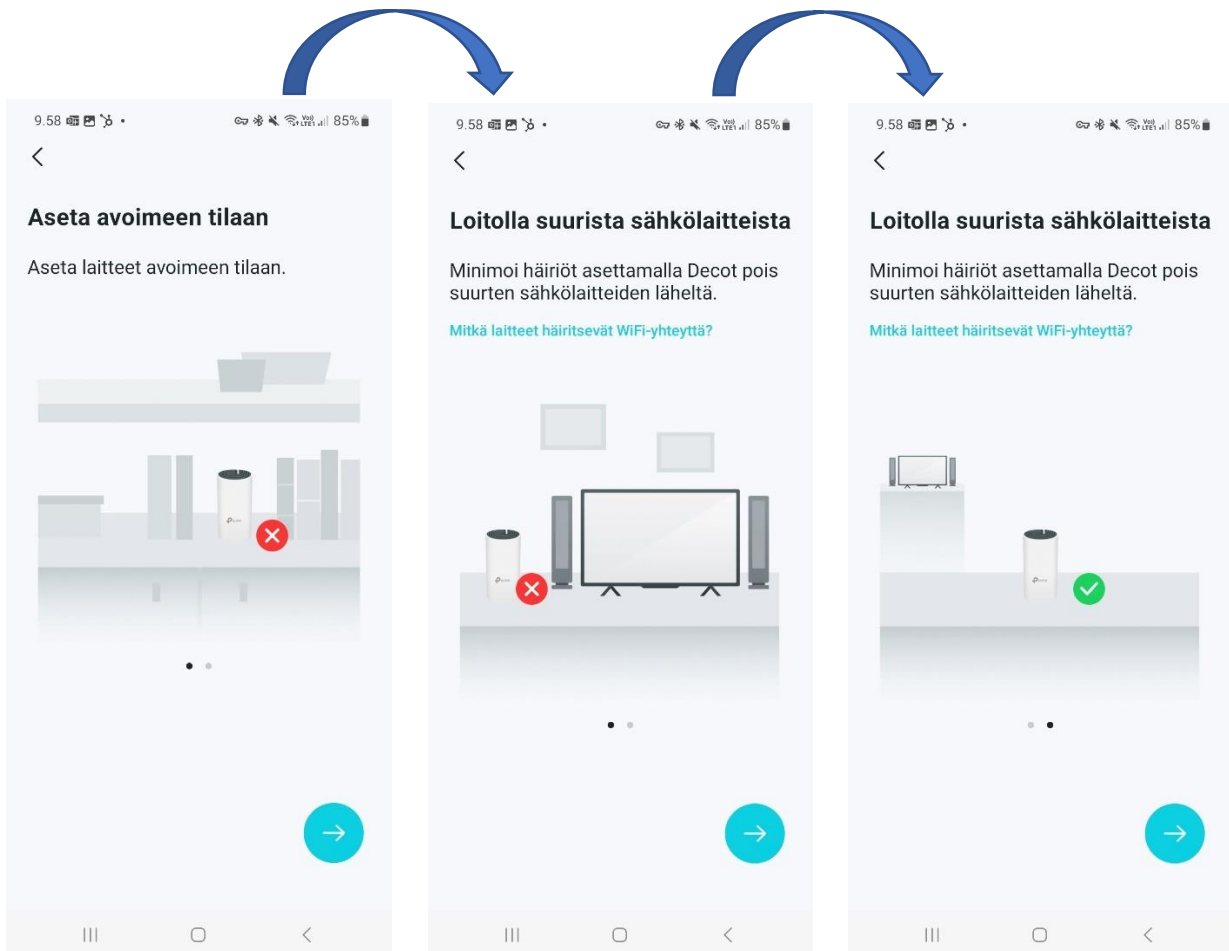 9.58
85%
Aseta avoimeen tilaan
Aseta laitteet avoimeen tilaan.
9.58
85%
Loitolla suurista sähkölaitteista
Minimoi häiriöt asettamalla Decot pois
suurten sähkölaitteiden läheltä.
Mitkä laitteet häiritsevät WiFi-yhteyttä?
9.58
85%
Loitolla suurista sähkölaitteista
Minimoi häiriöt asettamalla Decot pois
suurten sähkölaitteiden läheltä.
Mitkä laitteet häiritsevät WiFi-yhteyttä?